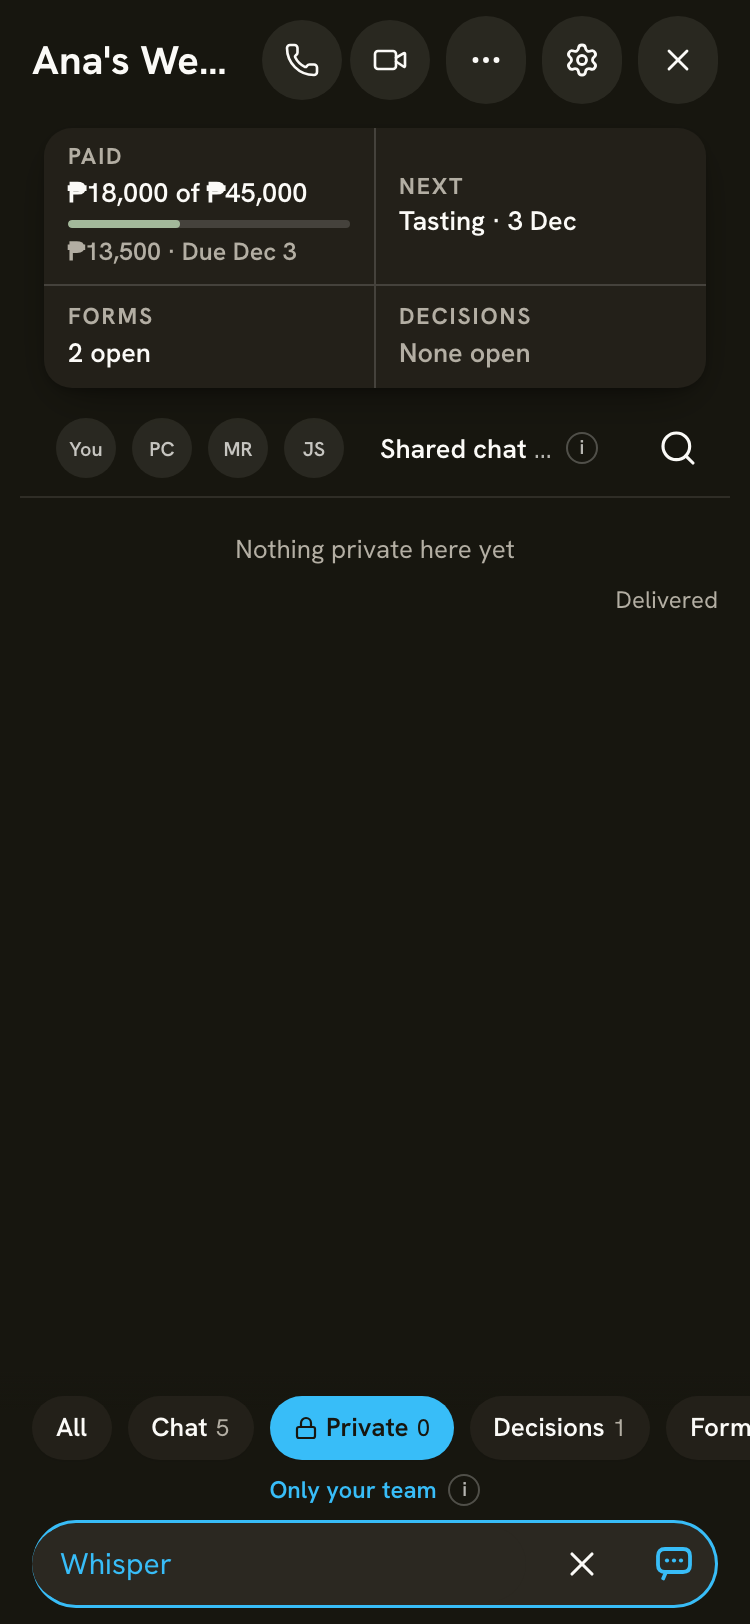 Ana's We...
PAID
₱18,000 of ₱45,000
₱13,500 · Due Dec 3
NEXT
Tasting · 3 Dec
FORMS
2 open
DECISIONS
None open
You PC MR JS Shared chat ... i
Nothing private here yet
Delivered
All Chat 5 Private 0 Decisions 1 Form
Only your team i
Whisper